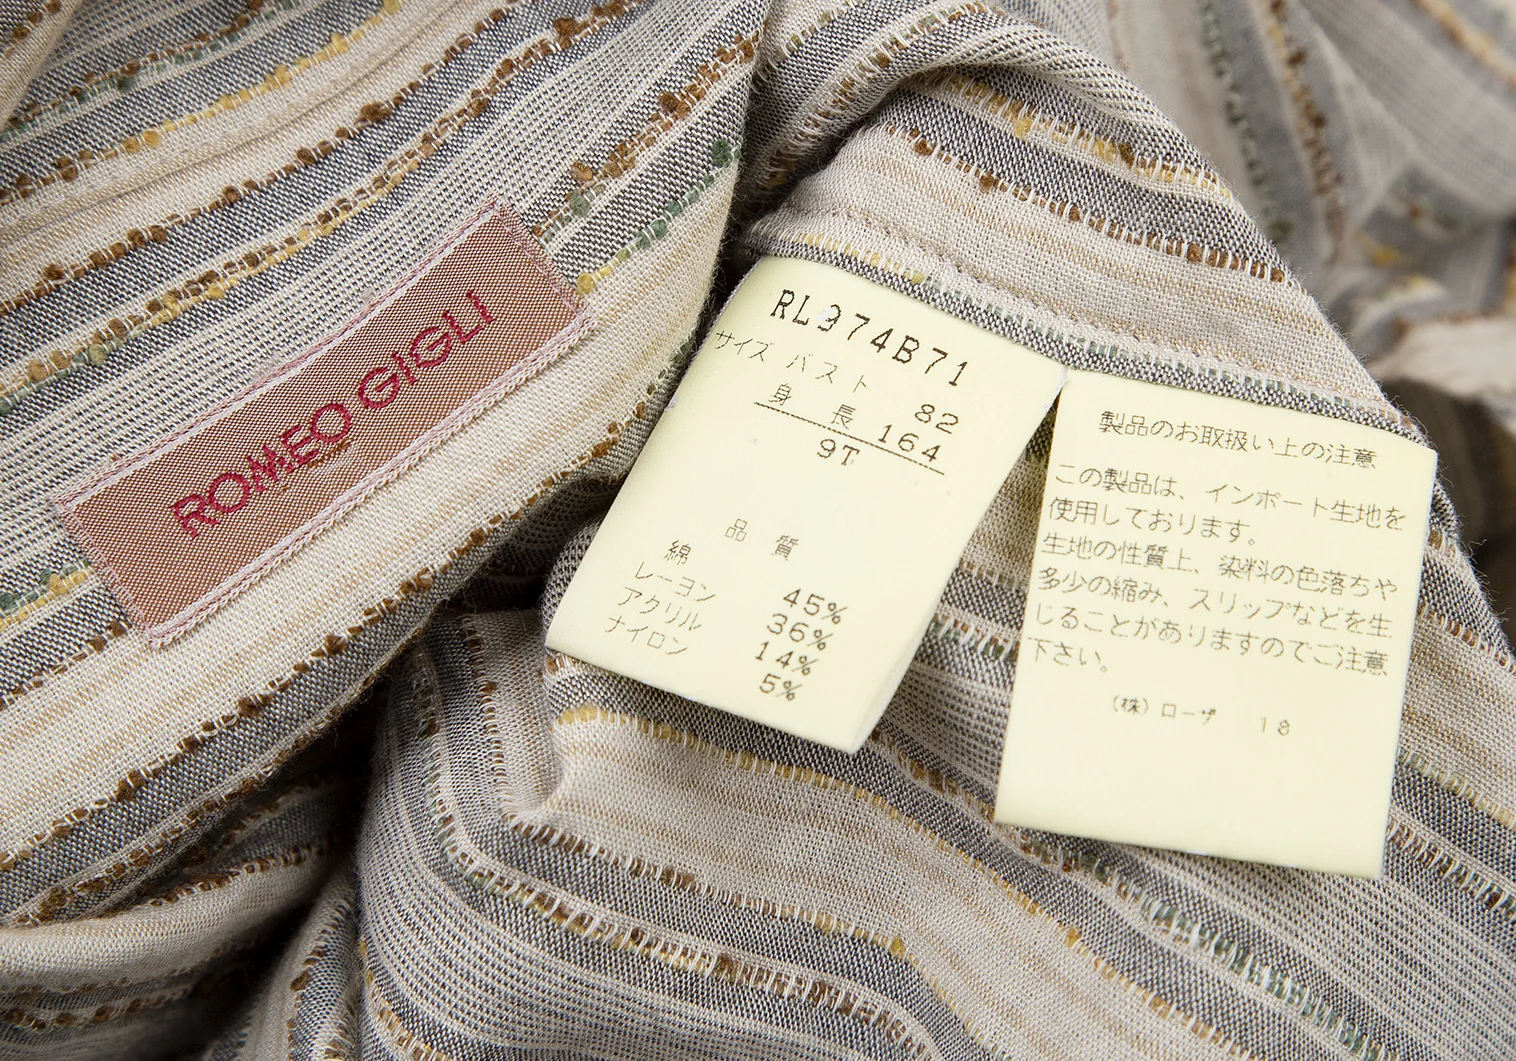 ROMEO GIGLI
RL974B71
サイズ バスト 82
身 長 164
9T
品 質
綿 45%
レーヨン 36%
アクリル 14%
ナイロン 5%
製品のお取扱い上の注意
この製品は、インポート生地を
使用しております。
生地の性質上、染料の色落ちや
多少の縮み、スリップなどを生
じることがありますのでご注意
下さい。
(株)ローザ 18